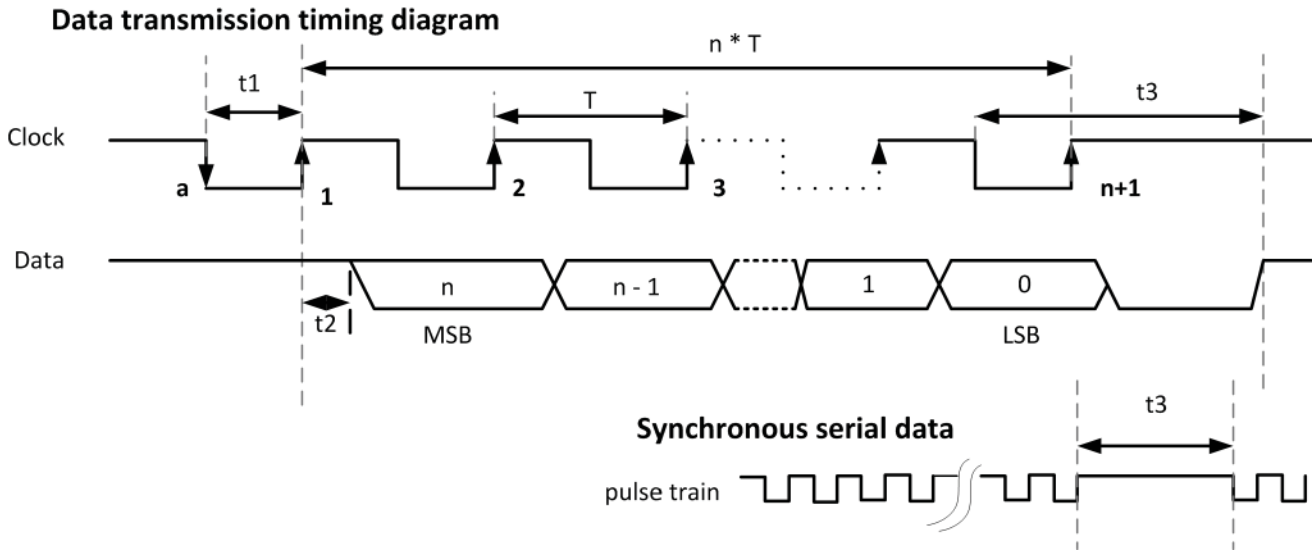 Data transmission timing diagram
n * T
t1
T
t3
Clock
a
1
2
3
n+1
Data
n
n - 1
1
0
t2
MSB
LSB
t3
Synchronous serial data
pulse train